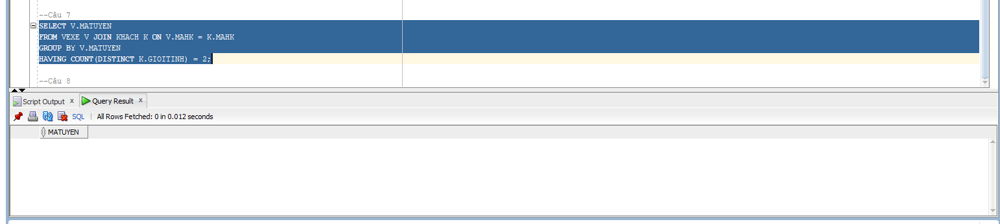 --Câu 7
SELECT V.MATUYEN
FROM VEXE V JOIN KHACH K ON V.MAHK = K.MAHK
GROUP BY V.MATUYEN
HAVING COUNT(DISTINCT K.GIOITINH) = 2;
--Câu 8
Script Output x Query Result x
SQL | All Rows Fetched: 0 in 0.012 seconds
MATUYEN